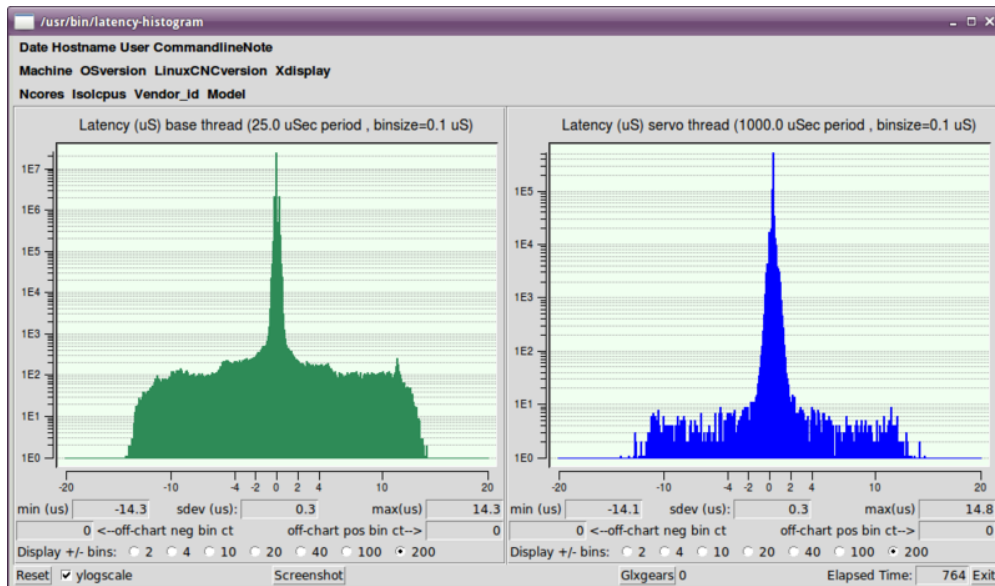 /usr/bin/latency-histogram
Date Hostname User CommandlineNote
Machine OSversion LinuxCNCversion Xdisplay
Ncores Isolcpus Vendor_id Model
Latency (uS) base thread (25.0 uSec period , binsize=0.1 uS)
1E7
1E6
1E5
1E4
1E3
1E2
1E1
1E0
-20 -10 -4 -2 0 2 4 10 20
min (us) -14.3 sdev (us): 0.3 max(us) 14.3
0 <--off-chart neg bin ct off-chart pos bin ct--> 0
Display +/- bins: 2 4 10 20 40 100 200
Latency (uS) servo thread (1000.0 uSec period , binsize=0.1 uS)
1E5
1E4
1E3
1E2
1E1
1E0
-20 -10 -4 -2 0 2 4 10 20
min (us) -14.1 sdev (us): 0.3 max(us) 14.8
0 <--off-chart neg bin ct off-chart pos bin ct--> 0
Display +/- bins: 2 4 10 20 40 100 200
Reset ylogscale Screenshot Glxgears 0 Elapsed Time: 764 Exit